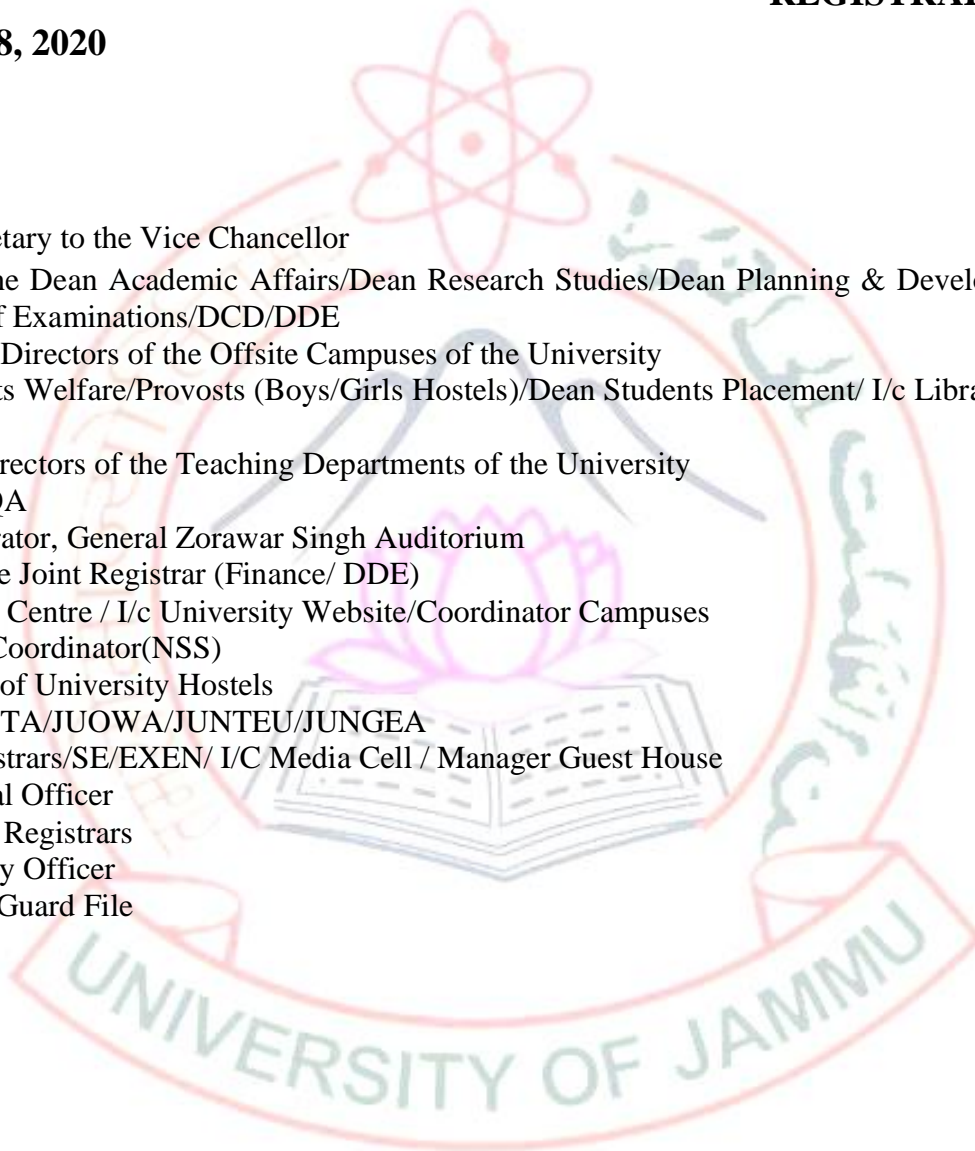 REGISTRAR
8, 2020
etary to the Vice Chancellor
ne Dean Academic Affairs/Dean Research Studies/Dean Planning & Devel
f Examinations/DCD/DDE
Directors of the Offsite Campuses of the University
ts Welfare/Provosts (Boys/Girls Hostels)/Dean Students Placement/ I/c Libra
rectors of the Teaching Departments of the University
QA
rator, General Zorawar Singh Auditorium
e Joint Registrar (Finance/ DDE)
Centre / I/c University Website/Coordinator Campuses
Coordinator(NSS)
of University Hostels
TA/JUOWA/JUNTEU/JUNGEA
strars/SE/EXEN/ I/C Media Cell / Manager Guest House
al Officer
Registrars
y Officer
Guard File
UNIVERSITY OF JAMMU